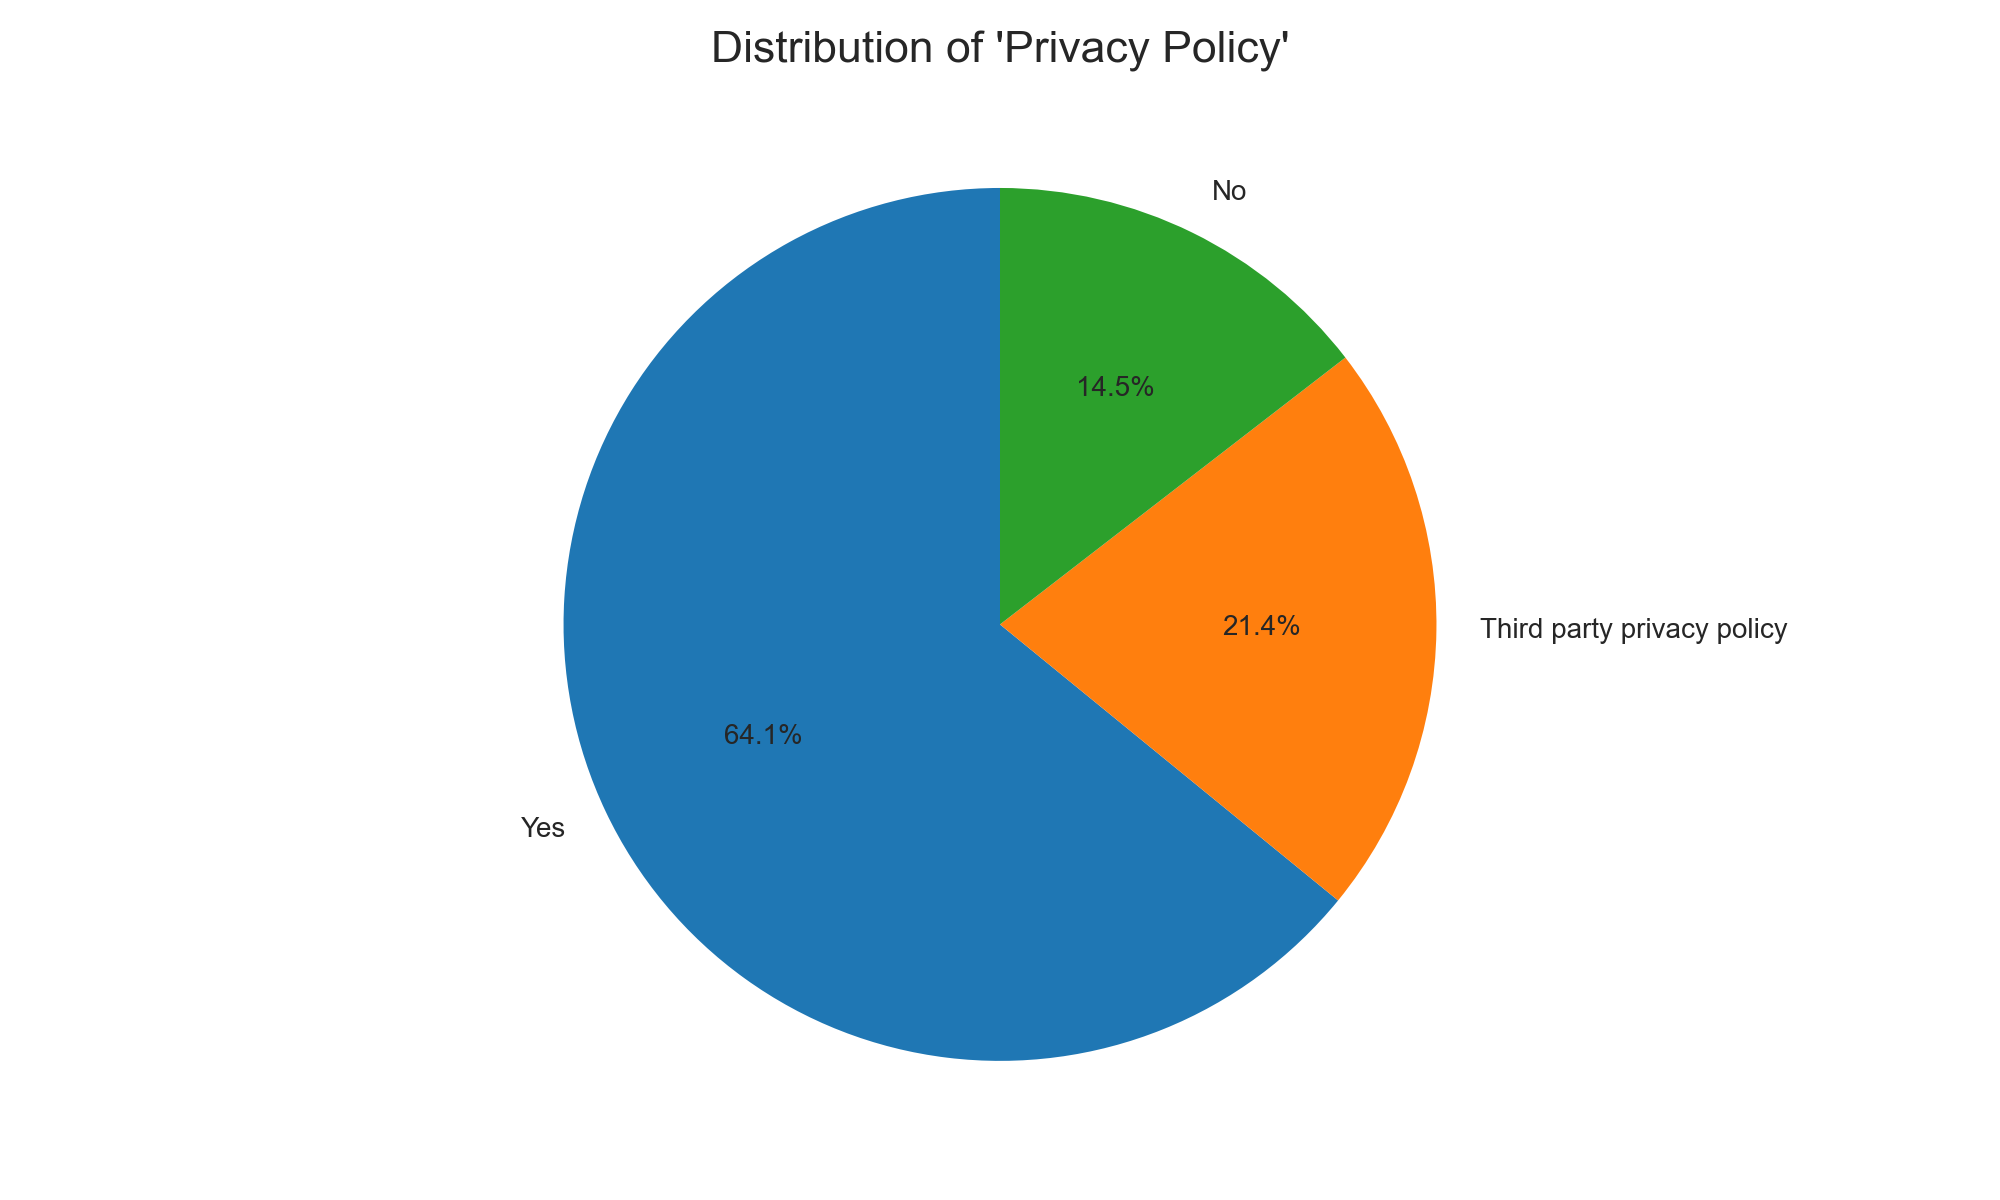 Distribution of 'Privacy Policy'
No
14.5%
21.4%
Third party privacy policy
64.1%
Yes